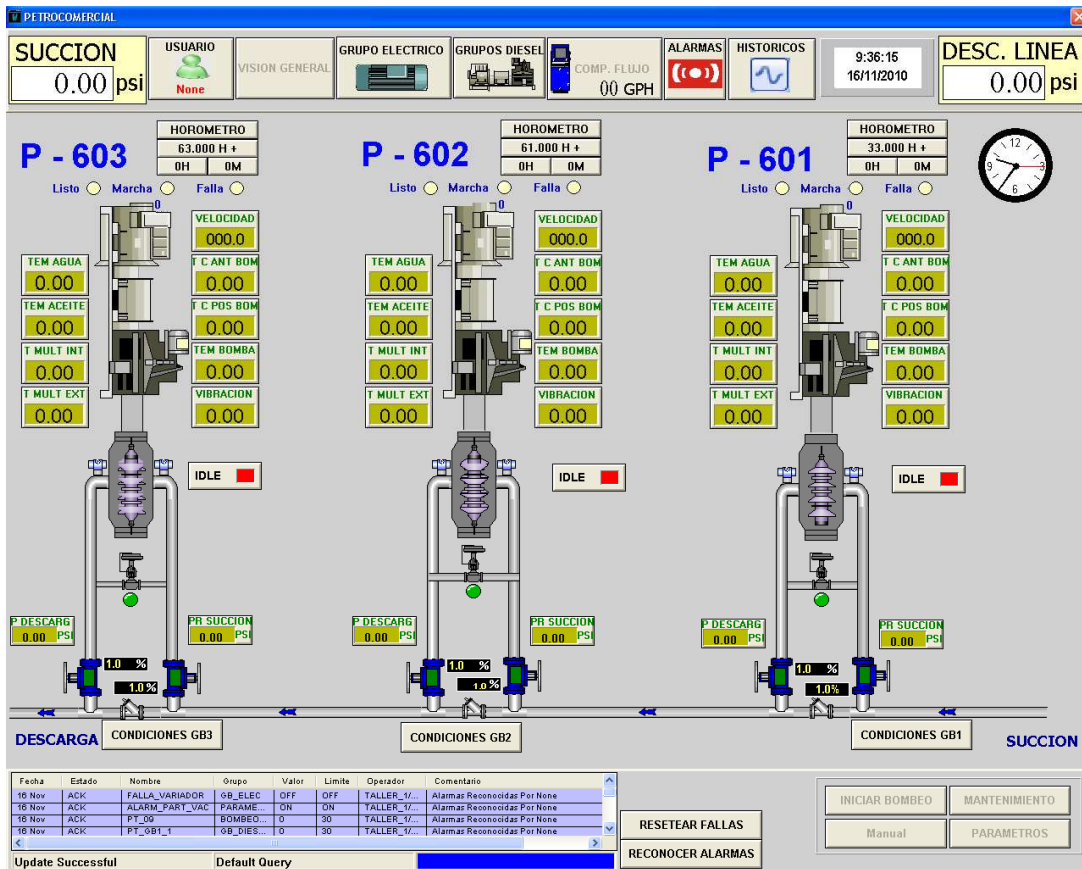 PETROCOMERCIAL
SUCCION
0.00 psi
USUARIO
None
VISION GENERAL
GRUPO ELECTRICO
GRUPOS DIESEL
COMP. FLUJO
00 GPH
ALARMAS
HISTORICOS
9:36:15
16/11/2010
DESC. LINEA
0.00 psi
P - 603
HOROMETRO
63.000 H +
0H 0M
Listo Marcha Falla
0
VELOCIDAD
000.0
TEM AGUA
0.00
T C ANT BOM
0.00
TEM ACEITE
0.00
T C POS BOM
0.00
T MULT INT
0.00
TEM BOMBA
0.00
T MULT EXT
0.00
VIBRACION
0.00
IDLE
P DESCARG
0.00 PSI
PR SUCCION
0.00 PSI
1.0 %
1.0 %
CONDICIONES GB3
DESCARGA
P - 602
HOROMETRO
61.000 H +
0H 0M
Listo Marcha Falla
0
VELOCIDAD
000.0
TEM AGUA
0.00
T C ANT BOM
0.00
TEM ACEITE
0.00
T C POS BOM
0.00
T MULT INT
0.00
TEM BOMBA
0.00
T MULT EXT
0.00
VIBRACION
0.00
IDLE
P DESCARG
0.00 PSI
PR SUCCION
0.00 PSI
1.0 %
1.0 %
CONDICIONES GB2
P - 601
HOROMETRO
33.000 H +
0H 0M
Listo Marcha Falla
0
12
3
6
9
VELOCIDAD
000.0
TEM AGUA
0.00
T C ANT BOM
0.00
TEM ACEITE
0.00
T C POS BOM
0.00
T MULT INT
0.00
TEM BOMBA
0.00
T MULT EXT
0.00
VIBRACION
0.00
IDLE
P DESCARG
0.00 PSI
PR SUCCION
0.00 PSI
1.0 %
1.0%
CONDICIONES GB1
SUCCION
Fecha Estado Nombre Grupo Valor Limite Operador Comentario
16 Nov ACK FALLA_VARIADOR GB_ELEC OFF OFF TALLER_1/... Alarmas Reconocidas Por None
16 Nov ACK ALARM_PART_VAC PARAME... ON ON TALLER_1/... Alarmas Reconocidas Por None
16 Nov ACK PT_09 BOMBEO... 0 30 TALLER_1/... Alarmas Reconocidas Por None
16 Nov ACK PT_GB1_1 GB_DIES... 0 30 TALLER_1/... Alarmas Reconocidas Por None
Update Successful Default Query
RESETEAR FALLAS
RECONOCER ALARMAS
INICIAR BOMBEO MANTENIMIENTO
Manual PARAMETROS